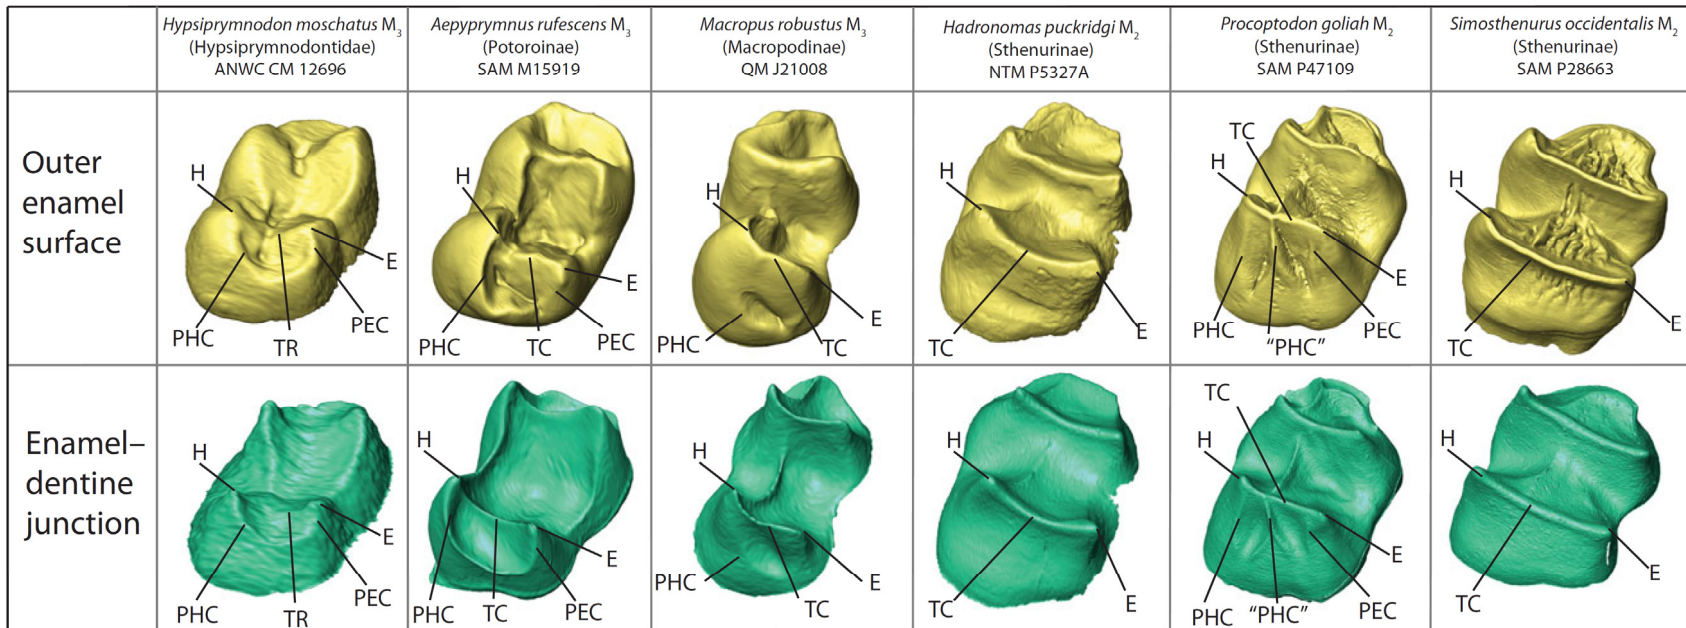 Hypsiprymnodon moschatus M3
(Hypsiprymnodontidae)
ANWC CM 12696
Aepyprymnus rufescens M3
(Potoroinae)
SAM M15919
Macropus robustus M3
(Macropodinae)
QM J21008
Hadronomas puckridgi M2
(Sthenurinae)
NTM P5327A
Procoptodon goliah M2
(Sthenurinae)
SAM P47109
Simosthenurus occidentalis M2
(Sthenurinae)
SAM P28663
Outer
enamel
surface
H
E
PHC
TR
PEC
H
E
PHC
TC
PEC
H
E
PHC
TC
H
TC
E
TC
H
E
PHC
"PHC"
PEC
H
TC
E
Enamel–
dentine
junction
H
E
PHC
TR
PEC
H
E
PHC
TC
PEC
H
E
PHC
TC
H
TC
E
TC
H
E
PHC
"PHC"
PEC
H
TC
E